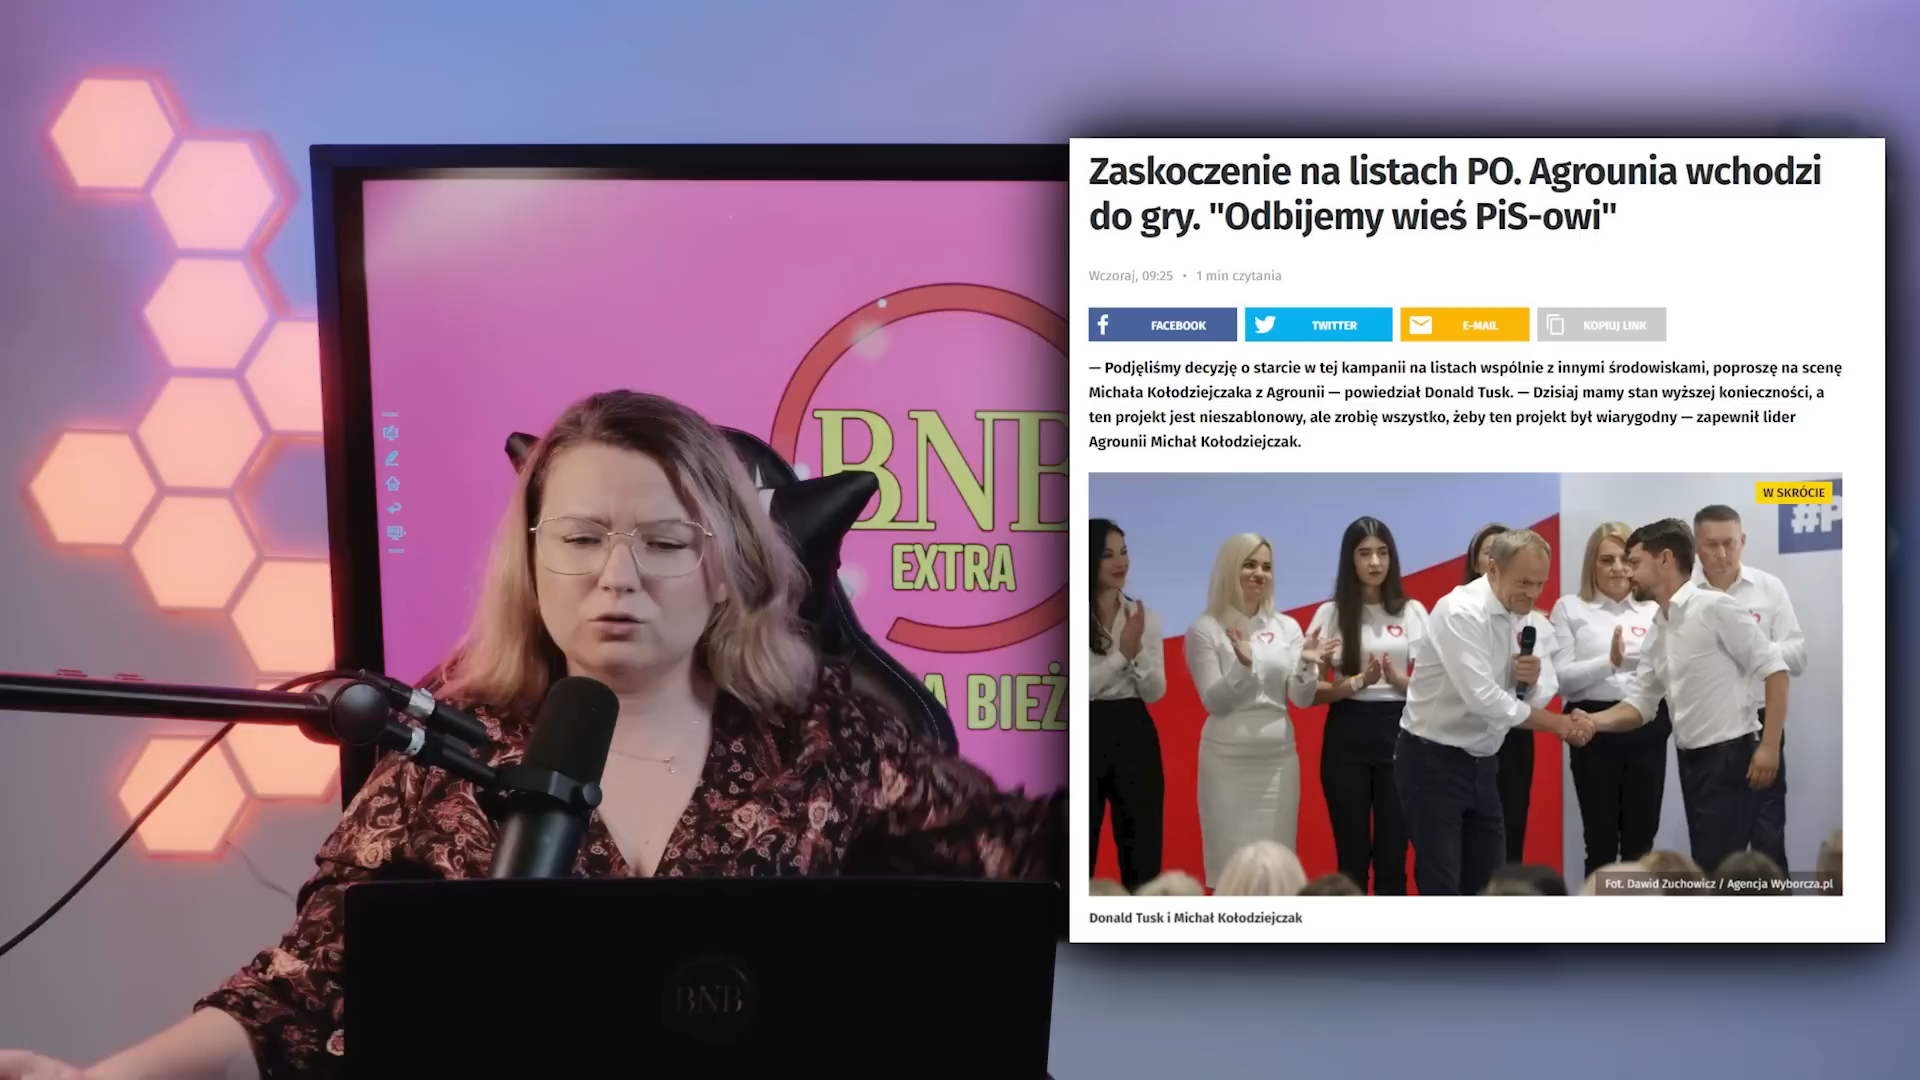 Zaskoczenie na listach PO. Agrounia wchodzi
do gry. "Odbijemy wieś PiS-owi"
Wczoraj, 09:25 • 1 min czytania
FACEBOOK
TWITTER
E-MAIL
KOPIUJ LINK
— Podjęliśmy decyzję o starcie w tej kampanii na listach wspólnie z innymi środowiskami, poproszę na scenę
Michała Kołodziejczaka z Agrounii — powiedział Donald Tusk. — Dzisiaj mamy stan wyższej konieczności, a
ten projekt jest nieszablonowy, ale zrobię wszystko, żeby ten projekt był wiarygodny — zapewnił lider
Agrounii Michał Kołodziejczak.
W SKRÓCIE
#P
Fot. Dawid Zuchowicz / Agencja Wyborcza.pl
Donald Tusk i Michał Kołodziejczak
BNB
EXTRA
A BIEŻ
BNB